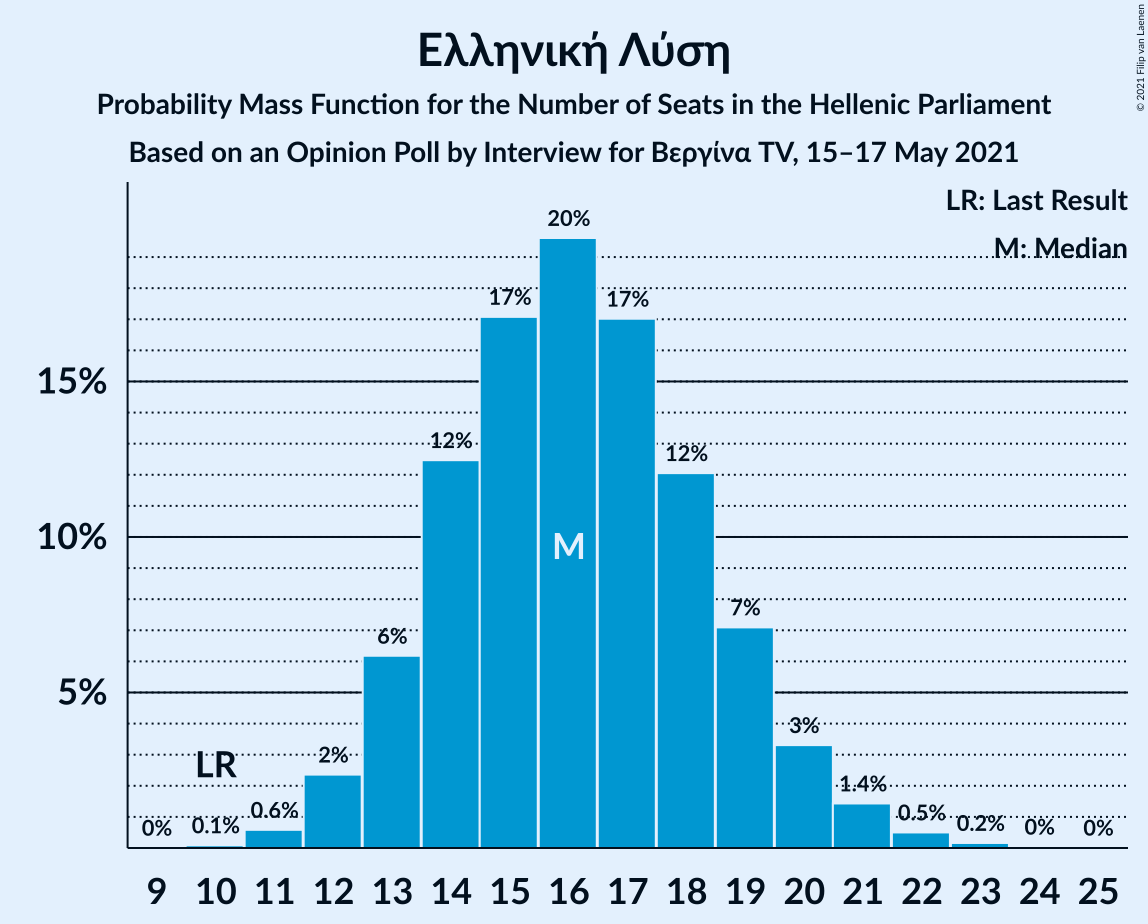 © 2021 Filip van Laenen
Ελληνική Λύση
Probability Mass Function for the Number of Seats in the Hellenic Parliament
Based on an Opinion Poll by Interview for Βεργίνα TV, 15–17 May 2021
LR: Last Result
M: Median
20%
17%
17%
15%
12%
12%
10%
M
7%
6%
5%
3%
2%
LR
1.4%
0.6%
0.5%
0.2%
0%
0.1%
0%
0%
9 10 11 12 13 14 15 16 17 18 19 20 21 22 23 24 25